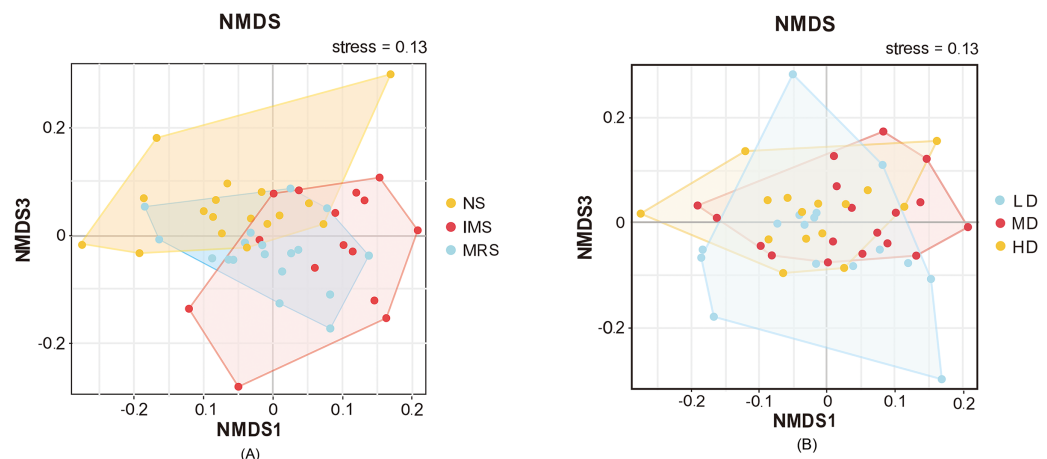 NMDS
stress = 0.13
NMDS3
0.2
0
-0.2
-0.2
0.1
0
0.1
0.2
NMDS1
(A)
NS
IMS
MRS
NMDS
stress = 0.13
NMDS3
0.2
0
-0.2
-0.2
-0.1
0
0.1
0.2
NMDS1
(B)
LD
MD
HD